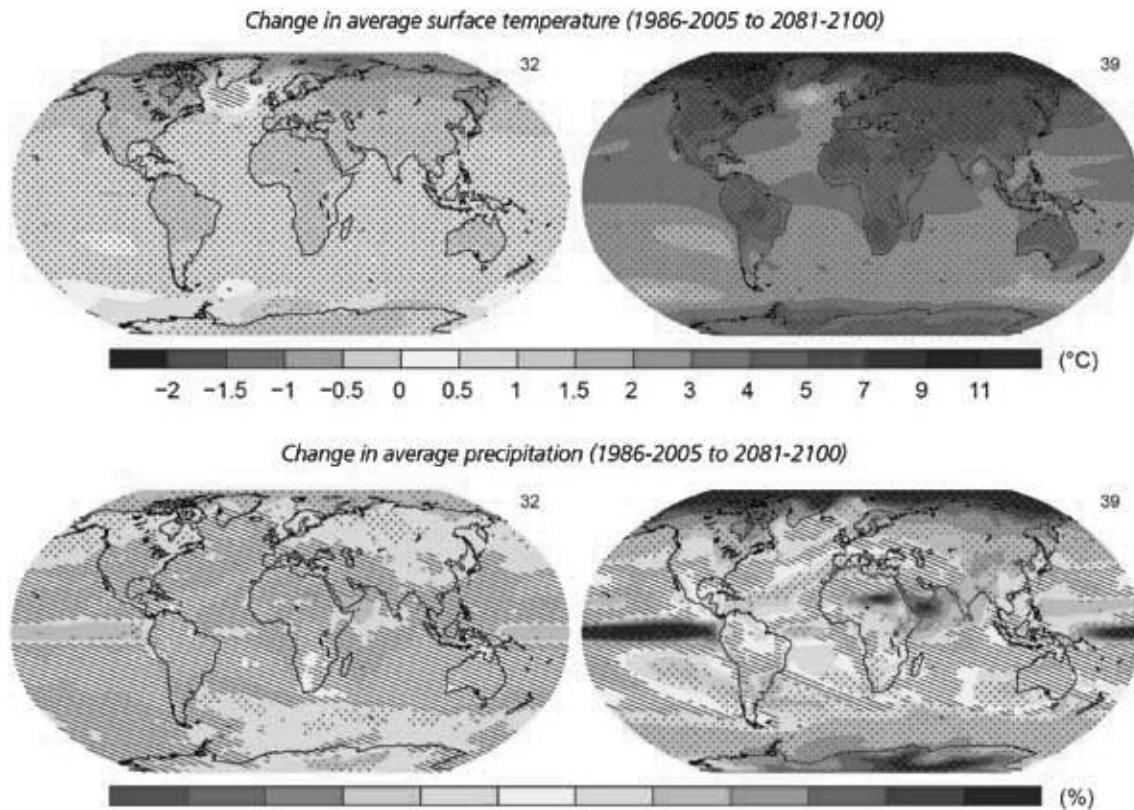 Change in average surface temperature (1986-2005 to 2081-2100)
32
39
(°C)
−2 −1.5 −1 −0.5 0 0.5 1 1.5 2 3 4 5 7 9 11
Change in average precipitation (1986-2005 to 2081-2100)
32
39
(%)